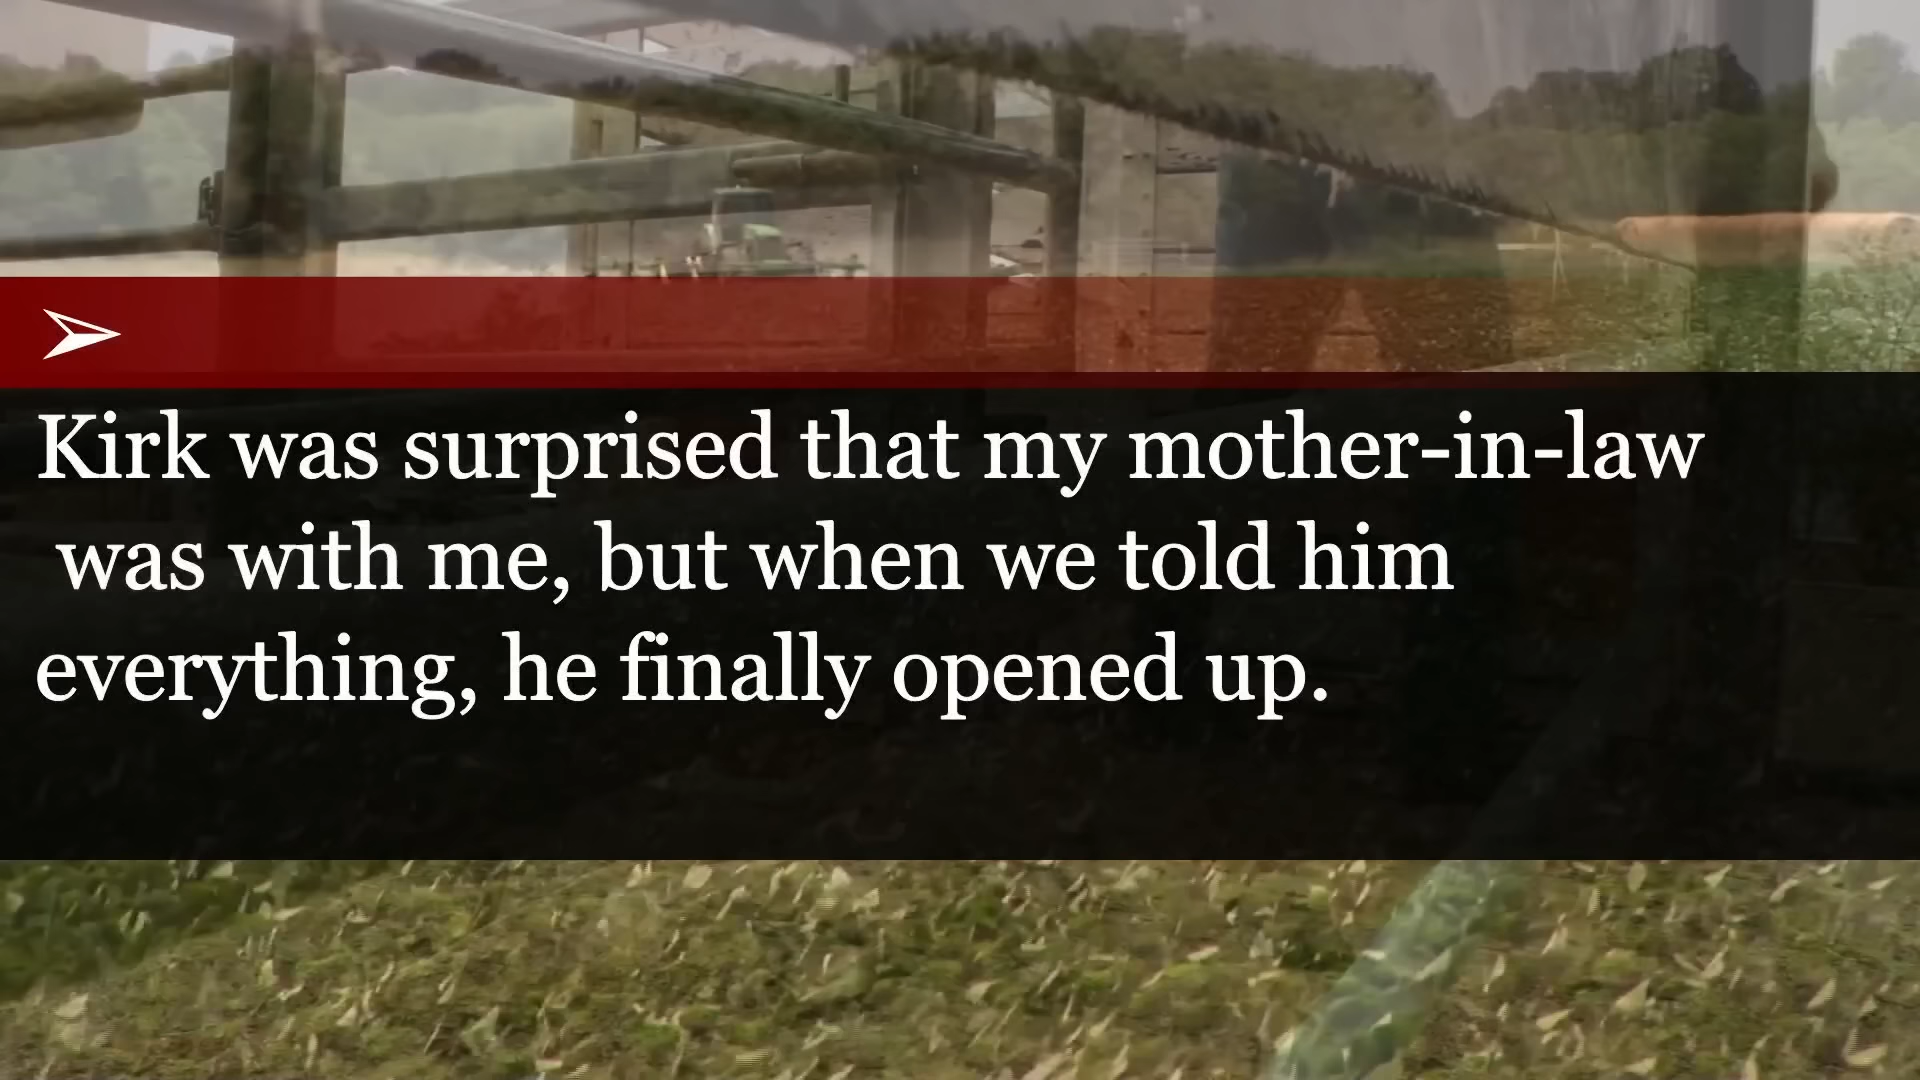 Kirk was surprised that my mother-in-law
was with me, but when we told him
everything, he finally opened up.